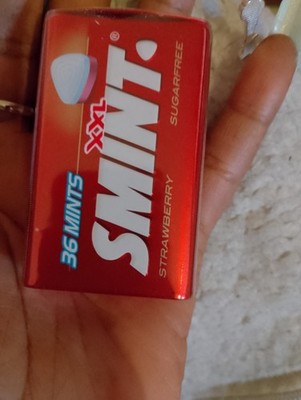 36 MINTS XXL
SMINT®
STRAWBERRY SUGARFREE